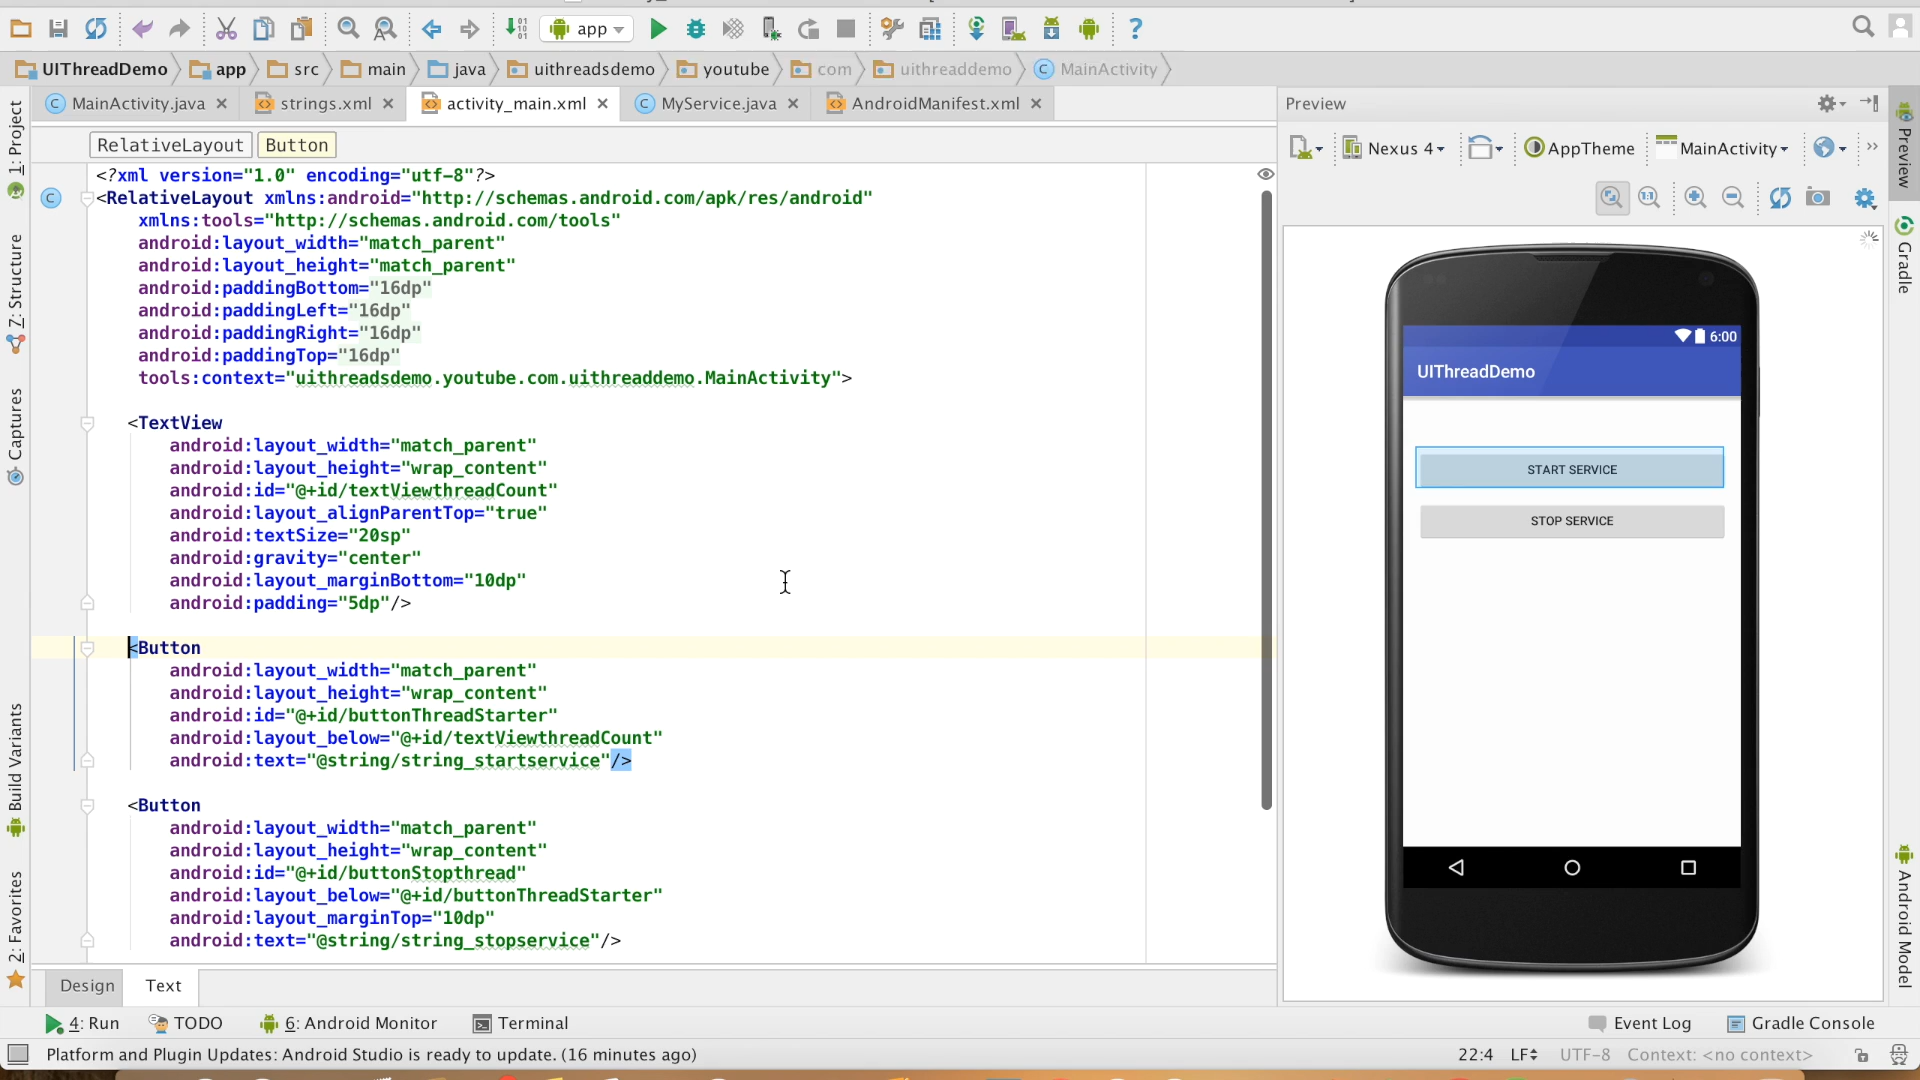 app
UIThreadDemo app src main java uithreadsdemo youtube com uithreaddemo MainActivity
MainActivity.java strings.xml activity_main.xml MyService.java AndroidManifest.xml
Preview
RelativeLayout Button
Nexus 4 AppTheme MainActivity
<?xml version="1.0" encoding="utf-8"?>
<RelativeLayout xmlns:android="http://schemas.android.com/apk/res/android"
xmlns:tools="http://schemas.android.com/tools"
android:layout_width="match_parent"
android:layout_height="match_parent"
android:paddingBottom="16dp"
android:paddingLeft="16dp"
android:paddingRight="16dp"
android:paddingTop="16dp"
tools:context="uithreadsdemo.youtube.com.uithreaddemo.MainActivity">
<TextView
android:layout_width="match_parent"
android:layout_height="wrap_content"
android:id="@+id/textViewthreadCount"
android:layout_alignParentTop="true"
android:textSize="20sp"
android:gravity="center"
android:layout_marginBottom="10dp"
android:padding="5dp"/>
<Button
android:layout_width="match_parent"
android:layout_height="wrap_content"
android:id="@+id/buttonThreadStarter"
android:layout_below="@+id/textViewthreadCount"
android:text="@string/string_startservice"/>
<Button
android:layout_width="match_parent"
android:layout_height="wrap_content"
android:id="@+id/buttonStopthread"
android:layout_below="@+id/buttonThreadStarter"
android:layout_marginTop="10dp"
android:text="@string/string_stopservice"/>
6:00
UIThreadDemo
START SERVICE
STOP SERVICE
1: Project
7: Structure
Captures
Build Variants
2: Favorites
Preview
Gradle
Android Model
Design Text
4: Run TODO 6: Android Monitor Terminal Event Log Gradle Console
Platform and Plugin Updates: Android Studio is ready to update. (16 minutes ago) 22:4 LF UTF-8 Context: <no context>